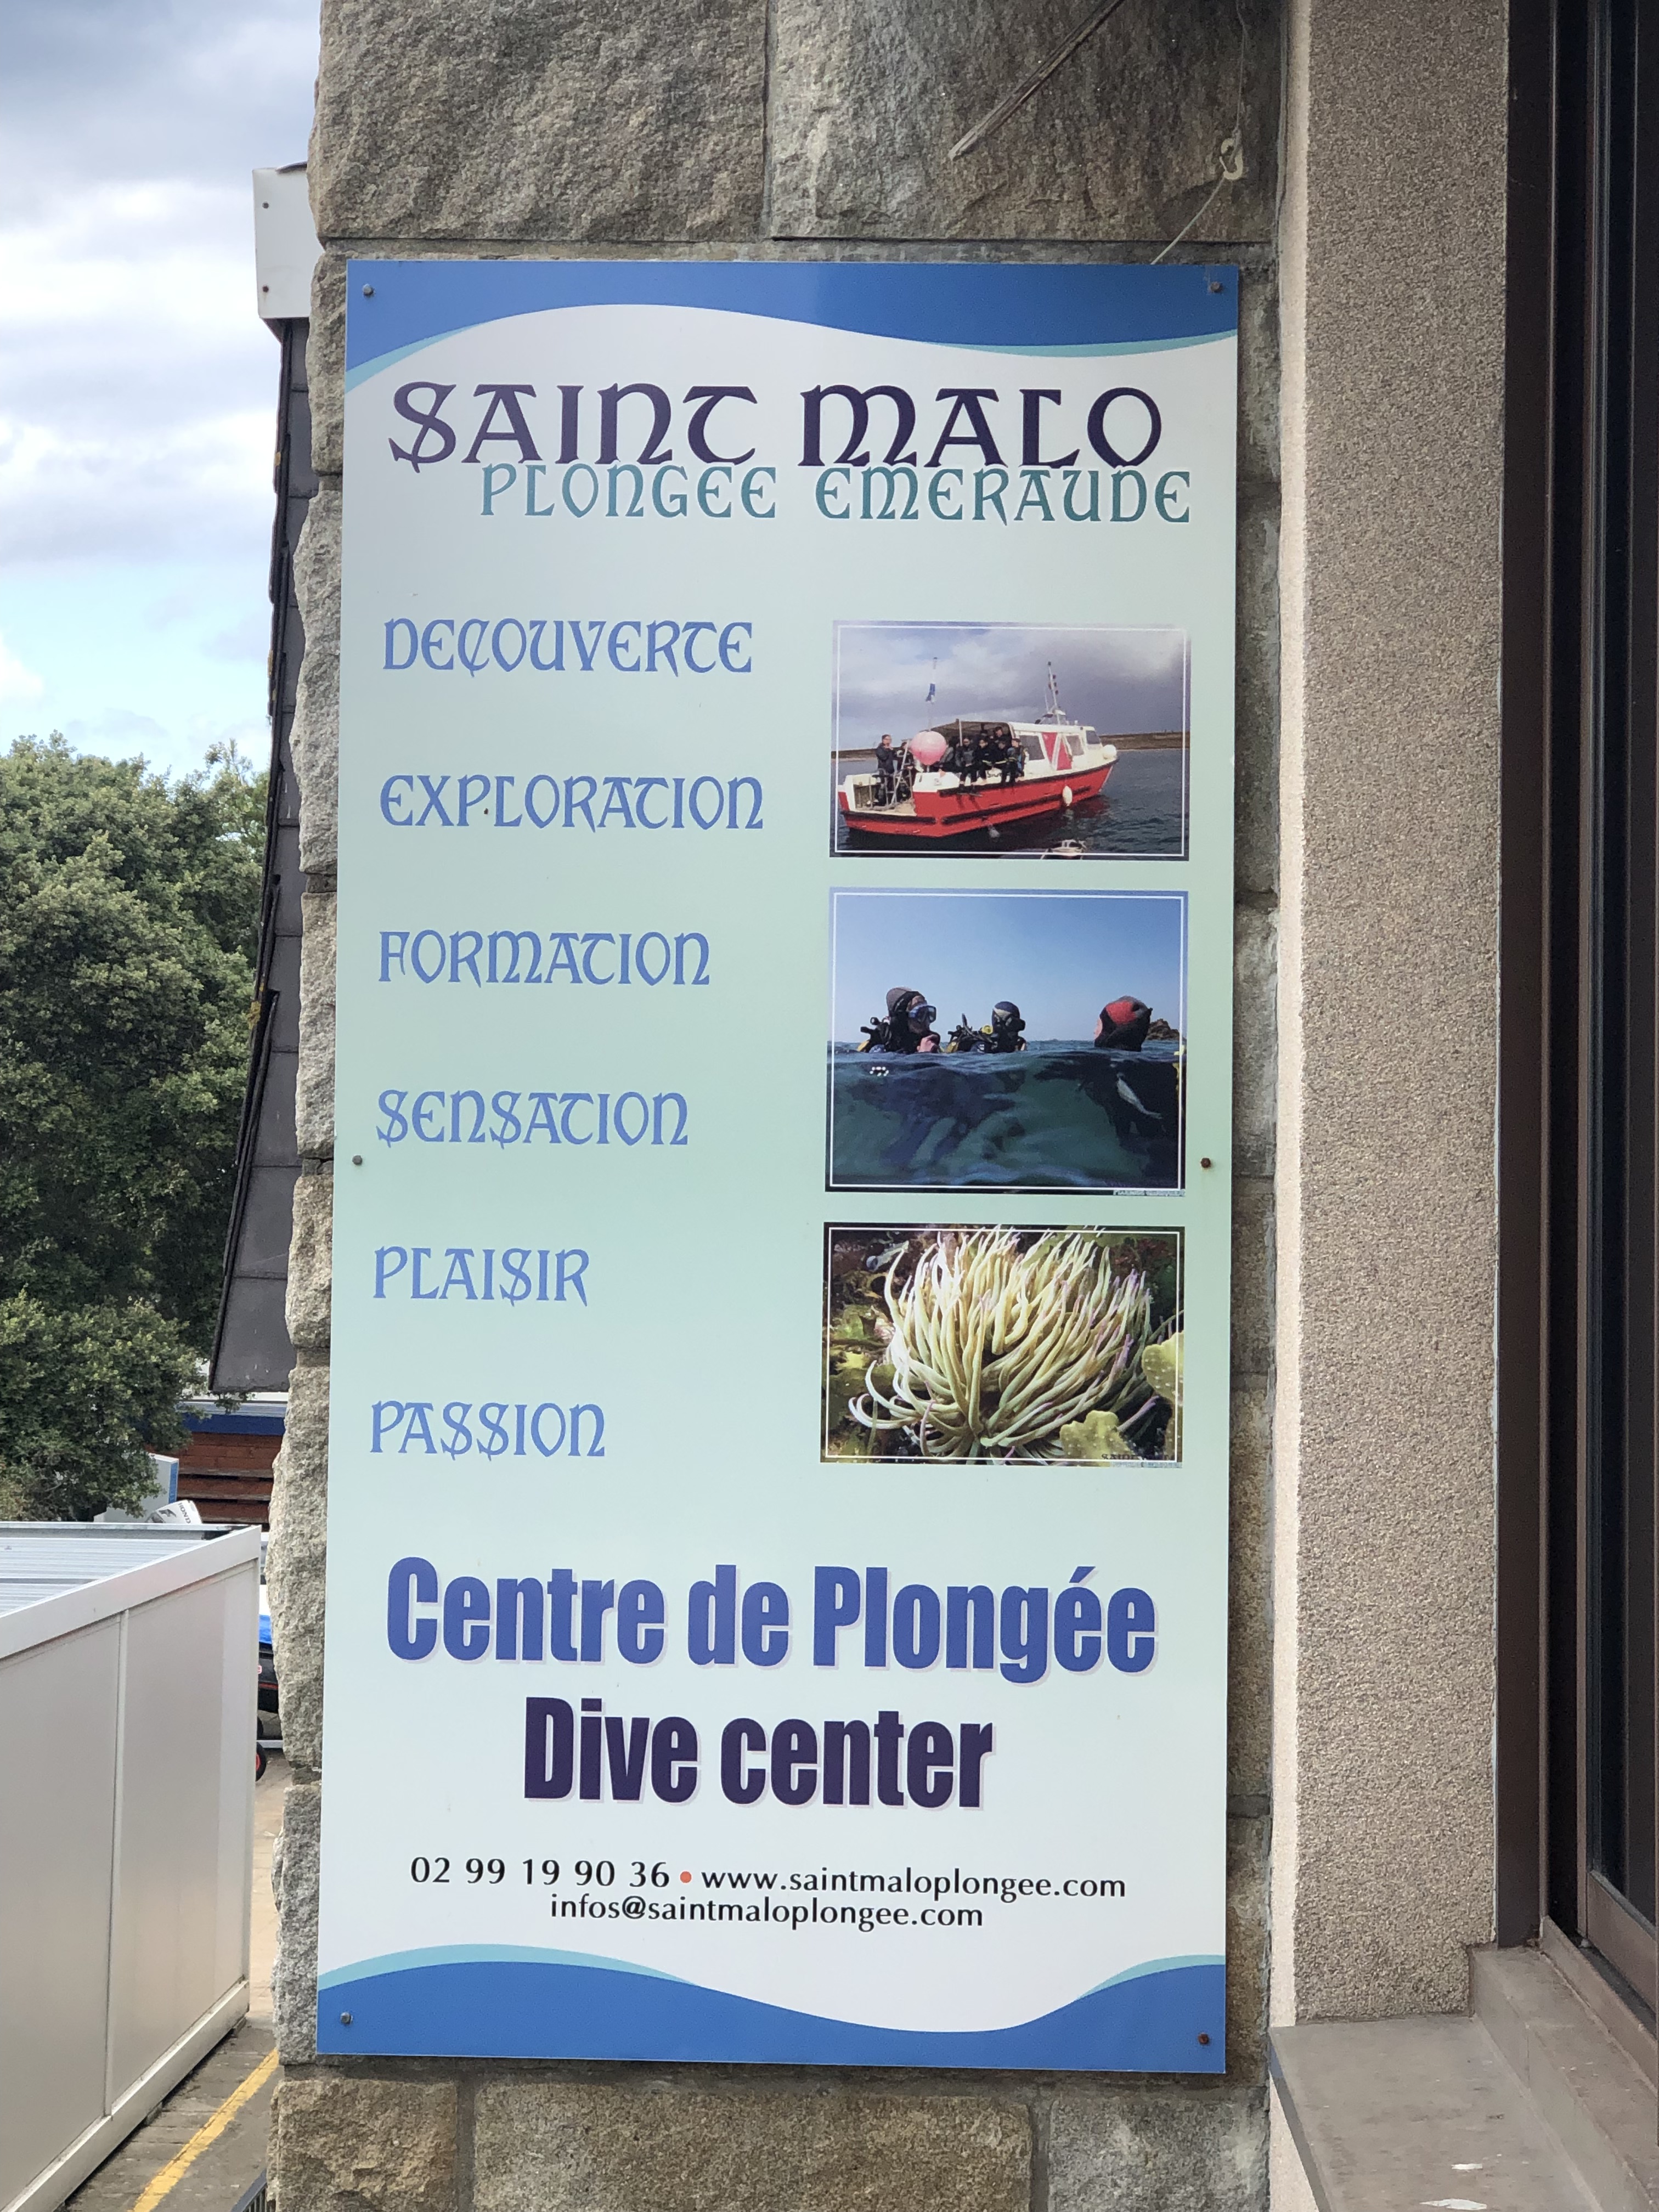 SAINT MALO
PLONGEE EMERAUDE
DECOUVERTE
EXPLORATION
FORMATION
SENSATION
PLAISIR
PASSION
Centre de Plongée
Dive center
02 99 19 90 36 • www.saintmaloplongee.com
infos@saintmaloplongee.com